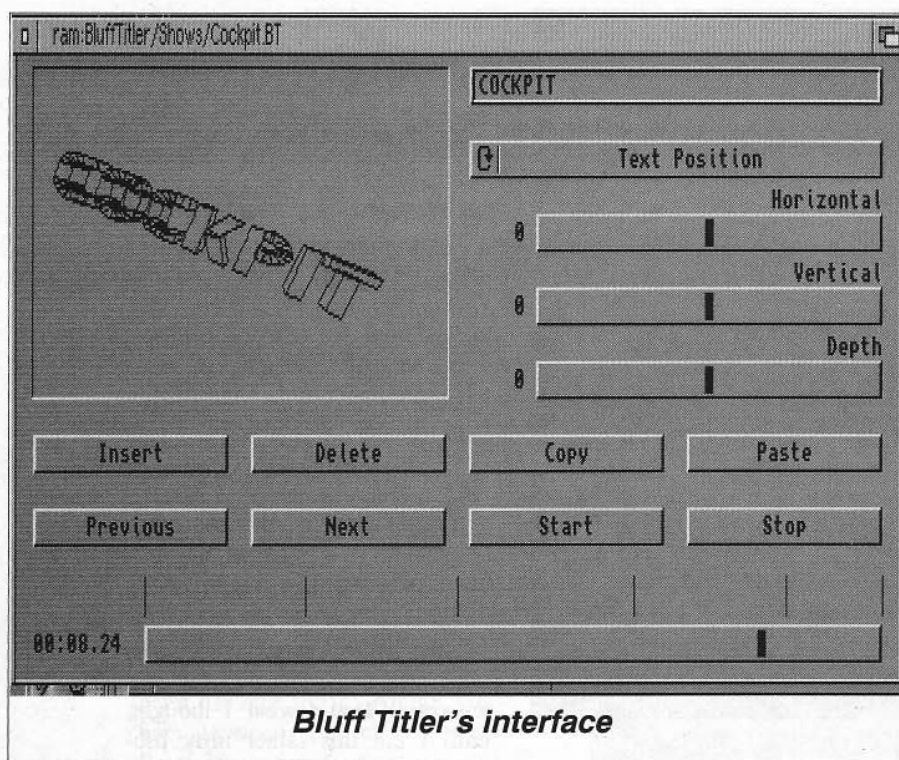 ram:BluffTitler/Shows/Cockpit.BT
COCKPIT
COCKPIT
Text Position
Horizontal
0
Vertical
0
Depth
0
Insert Delete Copy Paste
Previous Next Start Stop
00:08.24
Bluff Titler's interface